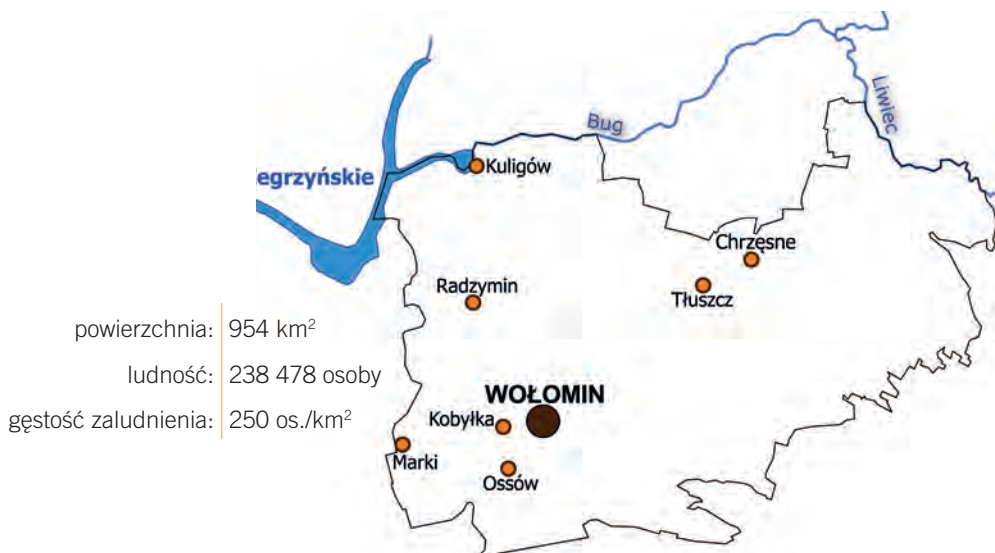 Bug
Liwiec
egrzyńskie
Kuligów
Chrzęsne
Radzymin
Tłuszcz
powierzchnia: 954 km²
ludność: 238 478 osoby
gęstość zaludnienia: 250 os./km²
WOŁOMIN
Kobyłka
Marki
Ossów